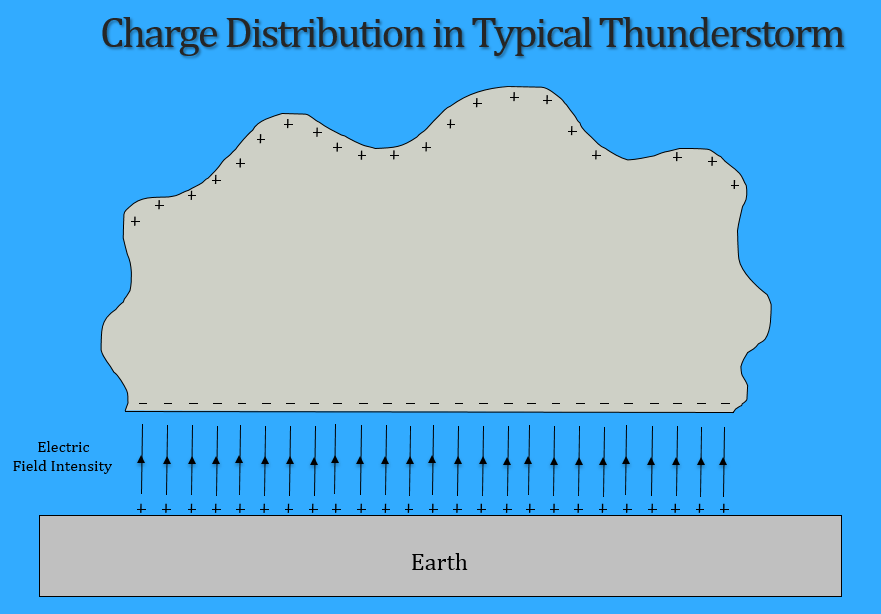 Charge Distribution in Typical Thunderstorm
+ + + + + + + + + + + + + + + + + + + + + +
− − − − − − − − − − − − − − − − − − − − − − − − −
Electric
Field Intensity
+ + + + + + + + + + + + + + + + + + + + + + + + +
Earth